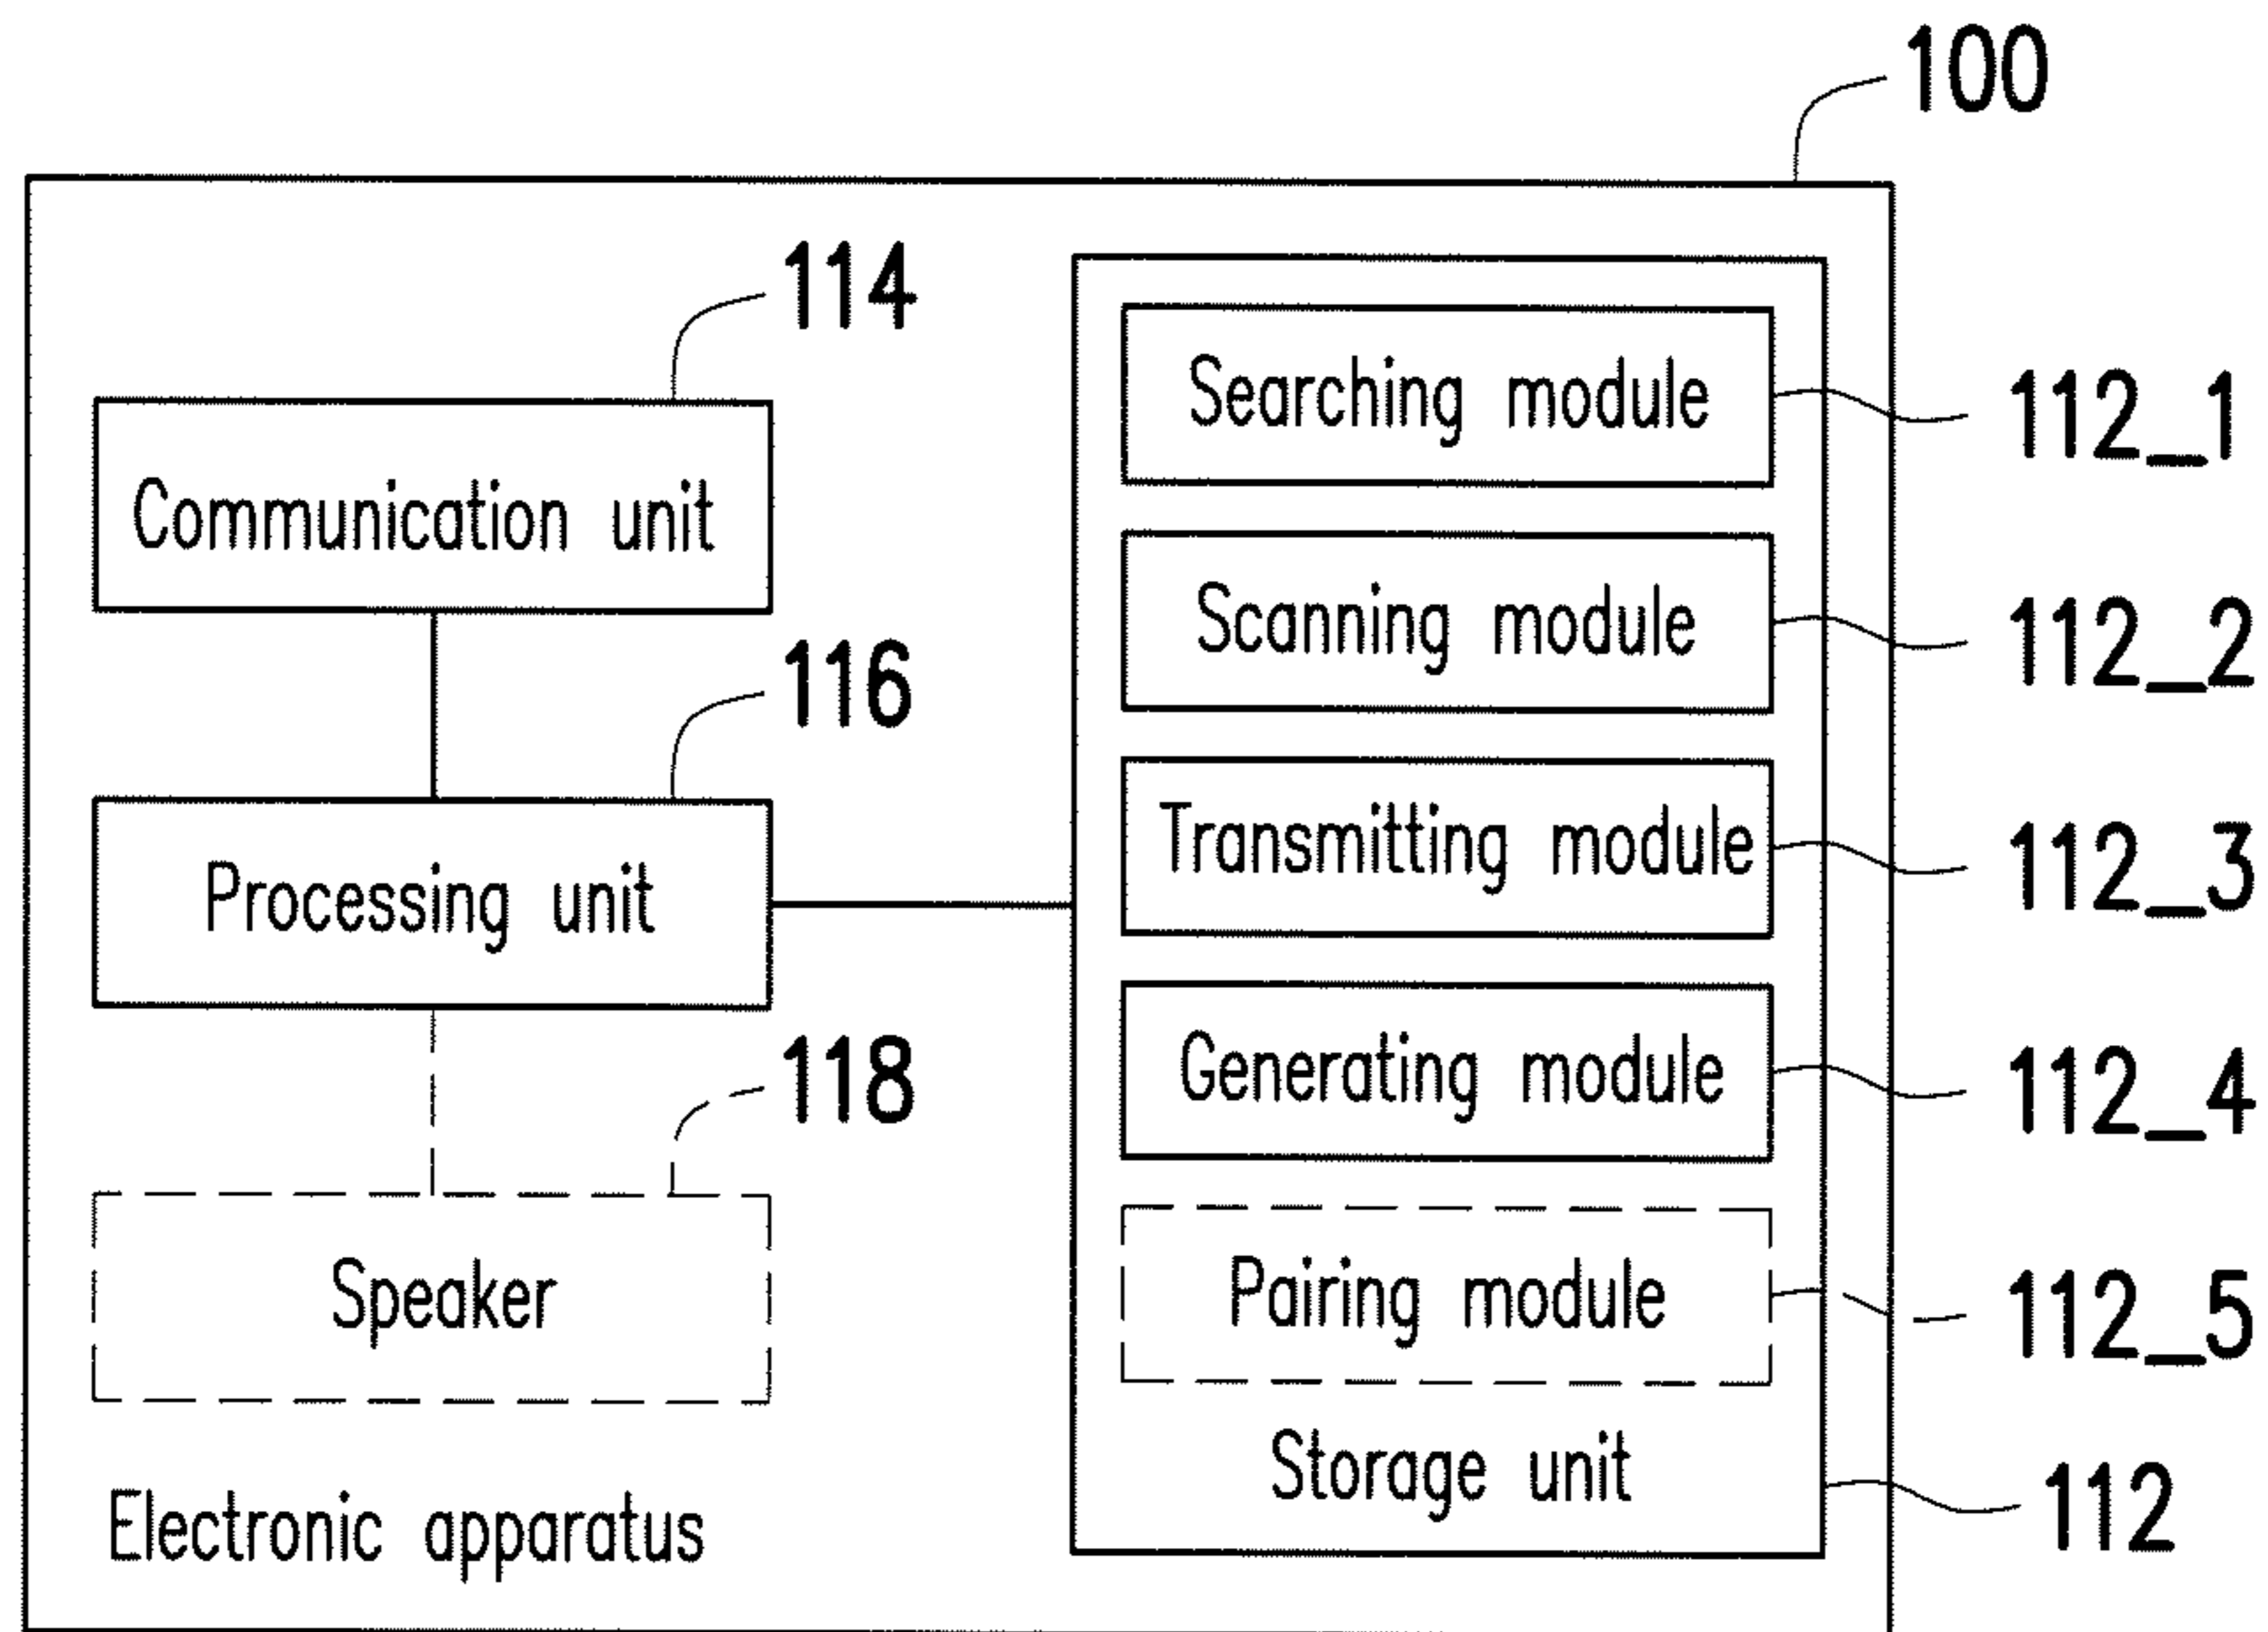 100
114
Communication unit
116
Processing unit
118
Speaker
Electronic apparatus
Searching module
112_1
Scanning module
112_2
Transmitting module
112_3
Generating module
112_4
Pairing module
112_5
Storage unit
112